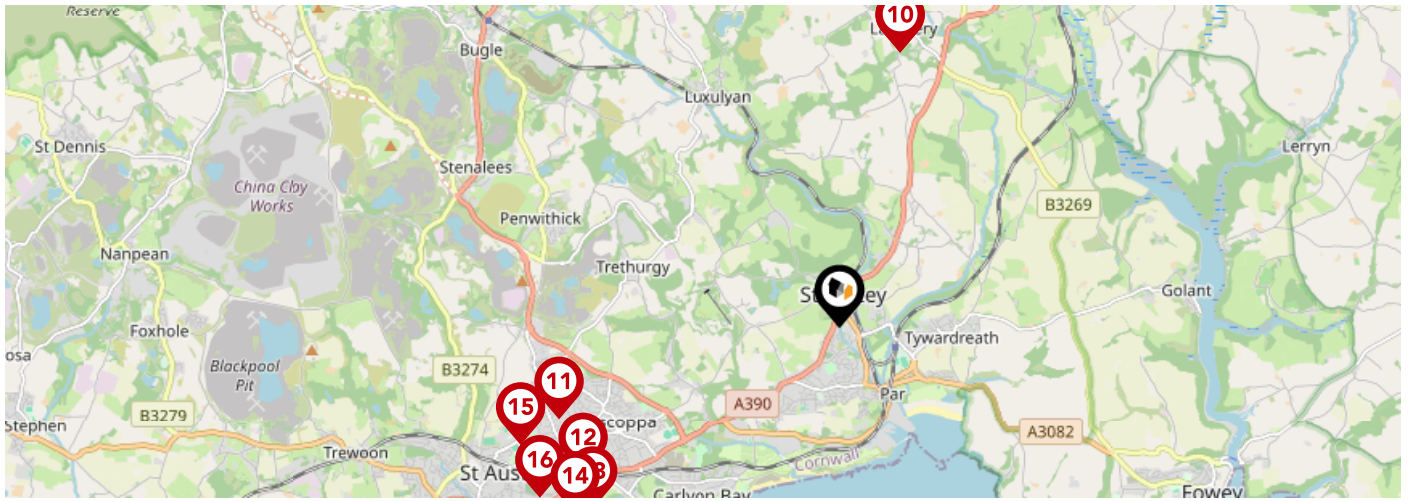 Reserve
10
Bugle
Luxulyan
St Dennis
Lerryn
Stenalees
China Clay
Works
B3269
Penwithick
Nanpean
Trethurgy
Golant
Foxhole
Tywardreath
Blackpool
Pit
B3274
11
Par
15
A390
B3279
12
A3082
Stephen
Trewoon
16
14
Cornwall
Carlyon Bay
Fowey